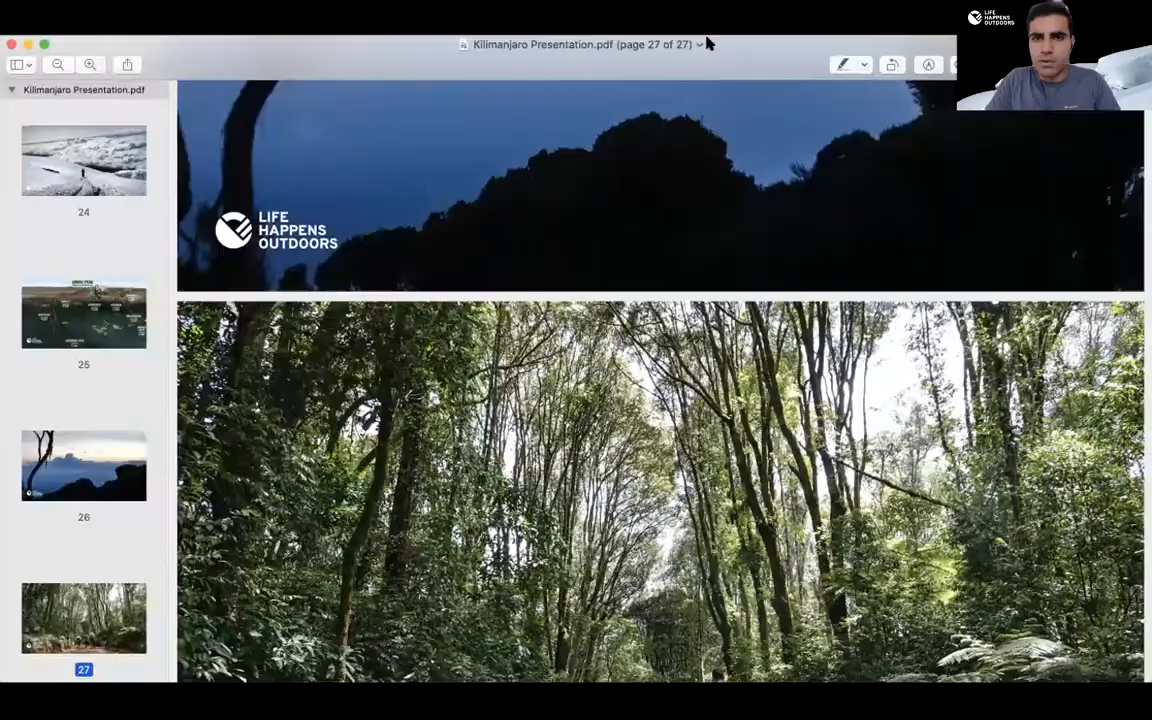 Kilimanjaro Presentation.pdf (page 27 of 27)
LIFE
HAPPENS
OUTDOORS
Kilimanjaro Presentation.pdf
24
25
26
27
LIFE
HAPPENS
OUTDOORS